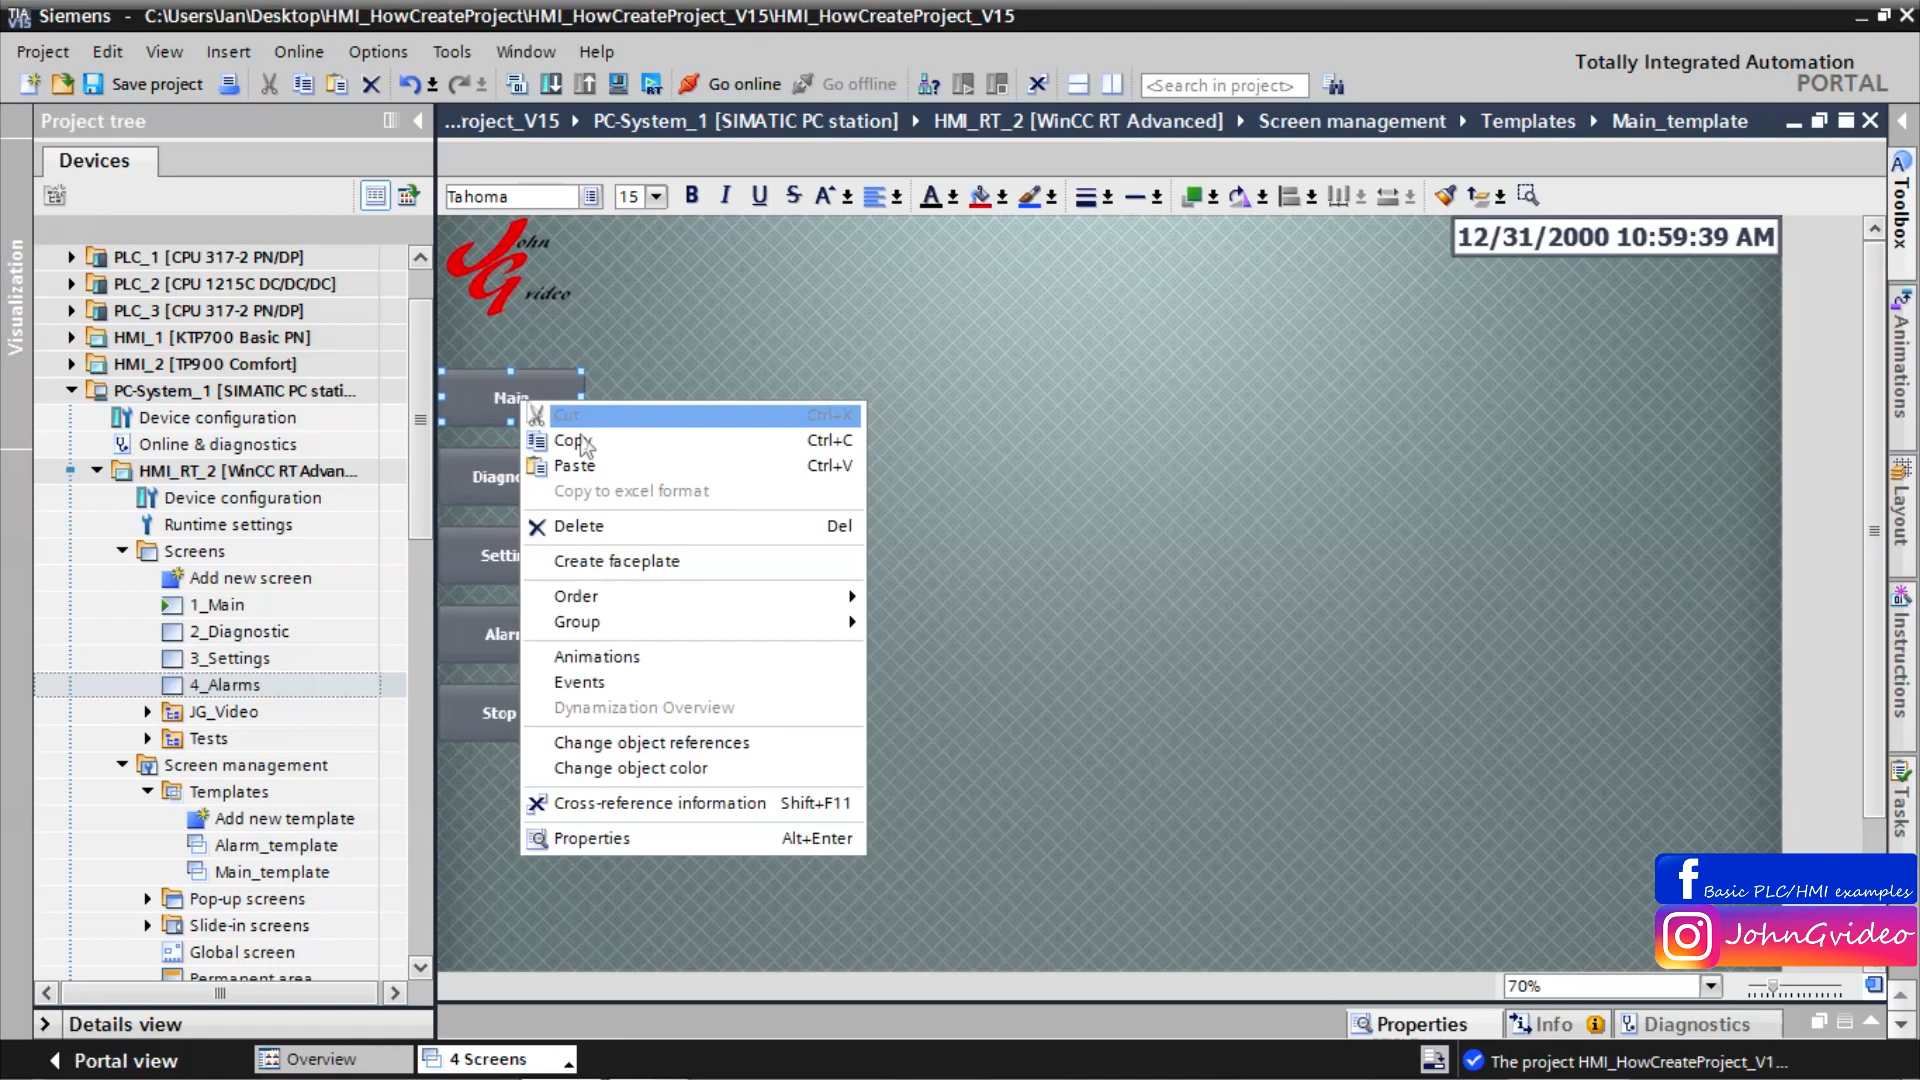 Siemens - C:\Users\Jan\Desktop\HMI_HowCreateProject\HMI_HowCreateProject_V15\HMI_HowCreateProject_V15
Project Edit View Insert Online Options Tools Window Help
Totally Integrated Automation
PORTAL
Save project
Go online
Go offline
<Search in project>
Project tree
...roject_V15 PC-System_1 [SIMATIC PC station] HMI_RT_2 [WinCC RT Advanced] Screen management Templates Main_template
Devices
Tahoma 15 B I U S
Visualization
PLC_1 [CPU 317-2 PN/DP]
PLC_2 [CPU 1215C DC/DC/DC]
PLC_3 [CPU 317-2 PN/DP]
HMI_1 [KTP700 Basic PN]
HMI_2 [TP900 Comfort]
PC-System_1 [SIMATIC PC stati...
Device configuration
Online & diagnostics
HMI_RT_2 [WinCC RT Advan...
Device configuration
Runtime settings
Screens
Add new screen
1_Main
2_Diagnostic
3_Settings
4_Alarms
JG_Video
Tests
Screen management
Templates
Add new template
Alarm_template
Main_template
Pop-up screens
Slide-in screens
Global screen
Permanent area
Details view
John
G video
12/31/2000 10:59:39 AM
Main
Diagno
Setti
Alar
Stop
Cut Ctrl+X
Copy Ctrl+C
Paste Ctrl+V
Copy to excel format
Delete Del
Create faceplate
Order
Group
Animations
Events
Dynamization Overview
Change object references
Change object color
Cross-reference information Shift+F11
Properties Alt+Enter
Toolbox
Animations
Layout
Instructions
Tasks
Basic PLC/HMI examples
JohnGvideo
70%
Properties Info Diagnostics
Portal view
Overview
4 Screens
The project HMI_HowCreateProject_V1...